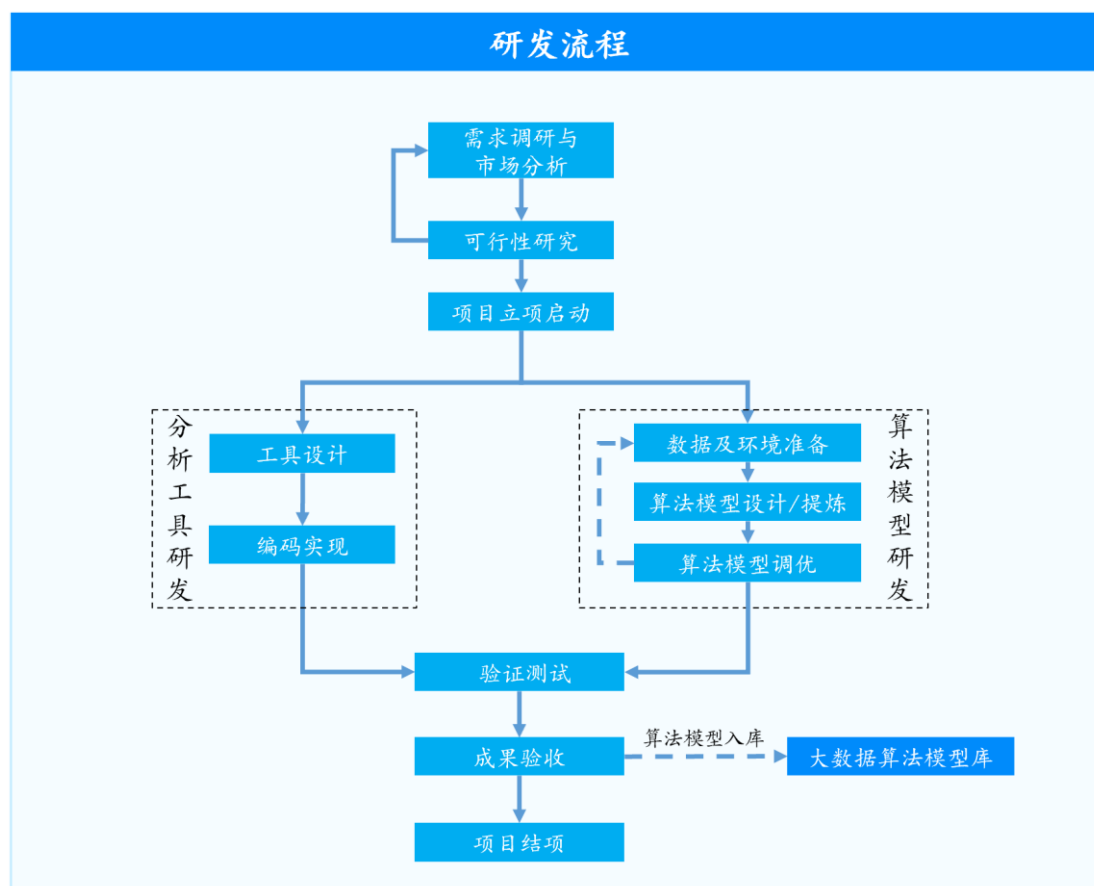 研发流程
需求调研与
市场分析
可行性研究
项目立项启动
分析工具研发
工具设计
编码实现
算法模型研发
数据及环境准备
算法模型设计/提炼
算法模型调优
验证测试
成果验收
算法模型入库
大数据算法模型库
项目结项